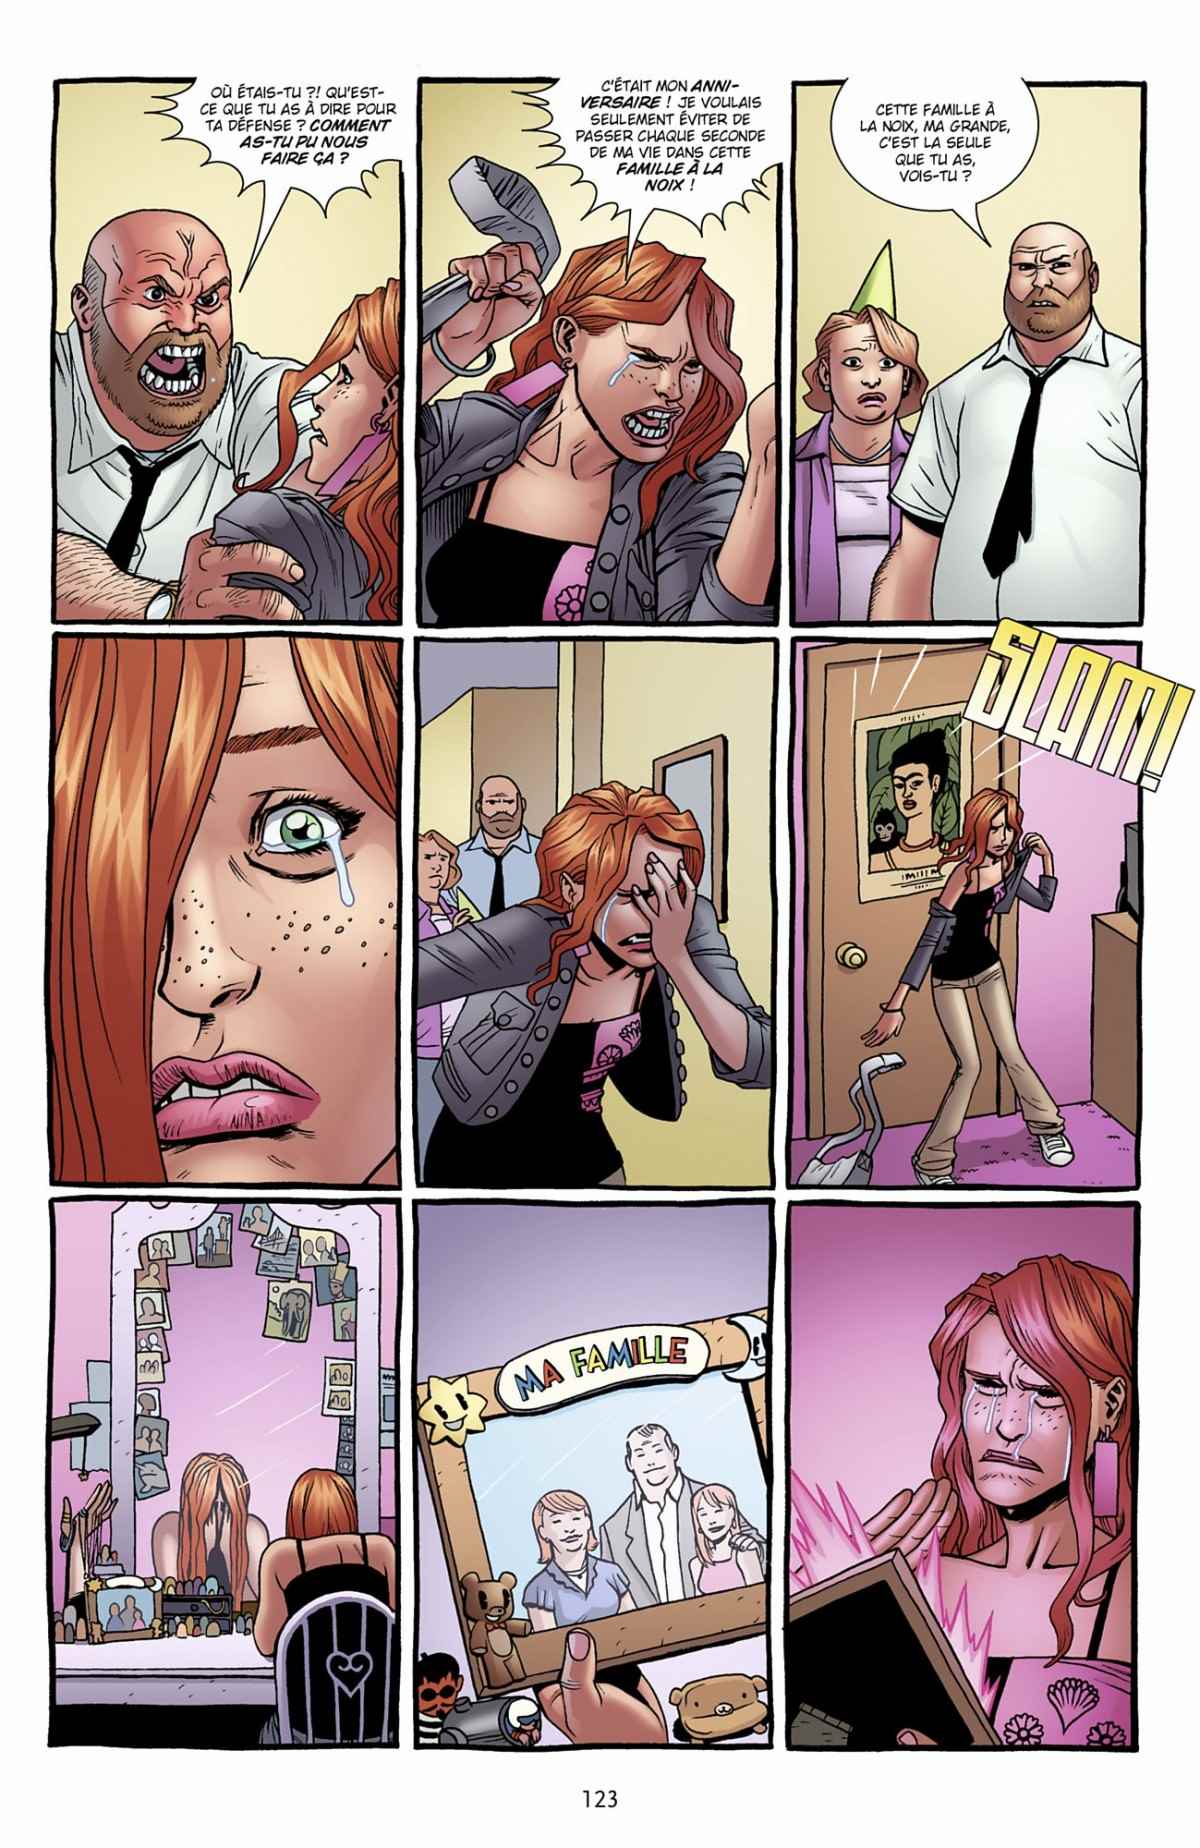 OÙ ÉTAIS-TU ?! QU'EST-
CE QUE TU AS À DIRE POUR
TA DÉFENSE ? COMMENT
AS-TU PU NOUS
FAIRE ÇA ?
C'ÉTAIT MON ANNI-
VERSAIRE ! JE VOULAIS
SEULEMENT ÉVITER DE
PASSER CHAQUE SECONDE
DE MA VIE DANS CETTE
FAMILLE À LA
NOIX !
CETTE FAMILLE À
LA NOIX, MA GRANDE,
C'EST LA SEULE
QUE TU AS,
VOIS-TU ?
SLAM!
MA FAMILLE
123